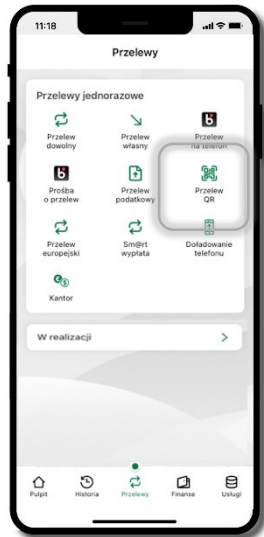 11:18
Przelewy
Przelewy jednorazowe
Przelew
dowolny
Przelew
własny
Przelew
na telefon
Prośba
o przelew
Przelew
podatkowy
Przelew
QR
Przelew
europejski
Sm@rt
wypłata
Doładowanie
telefonu
Kantor
W realizacji
Pulpit
Historia
Przelewy
Finanse
Usługi